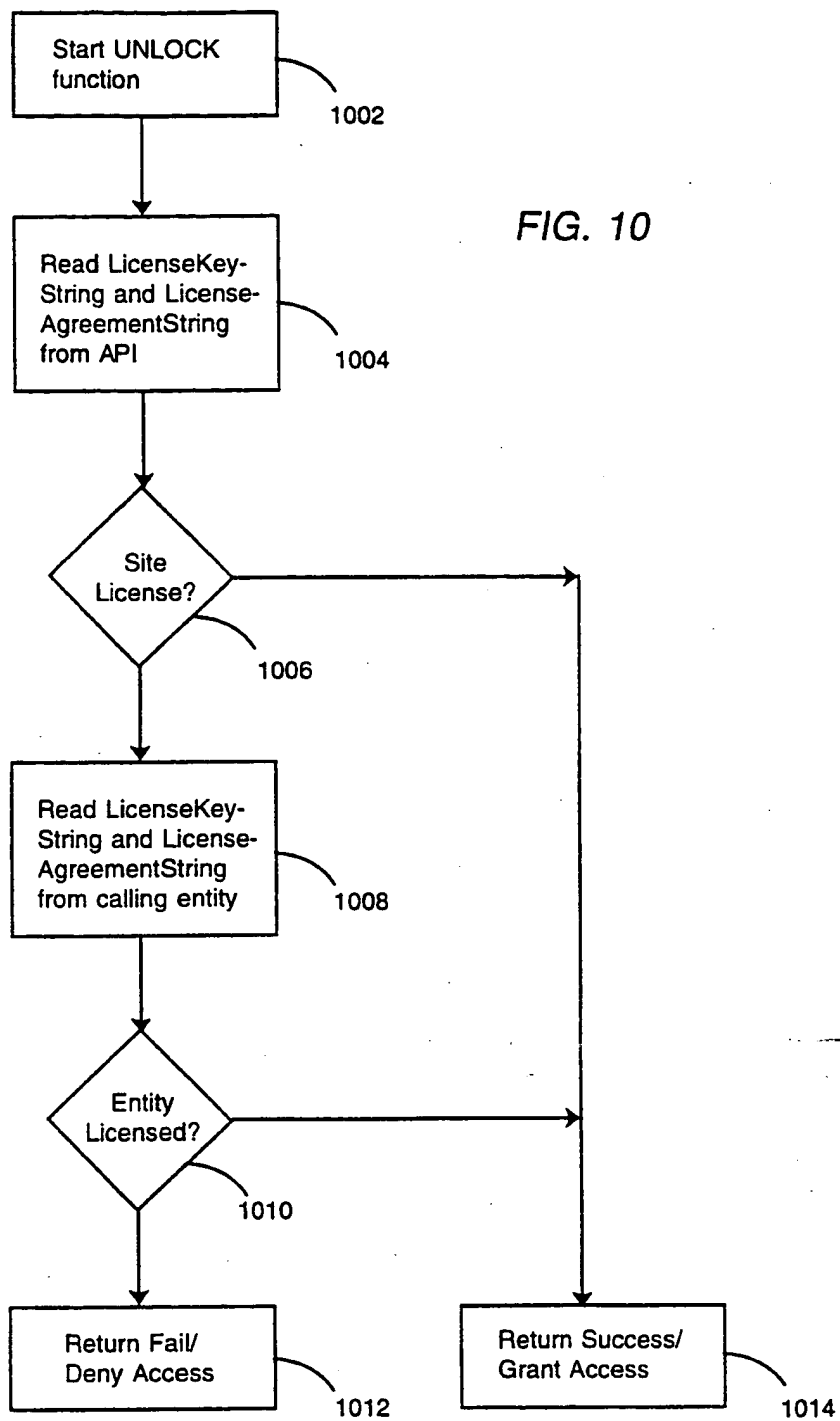 Start UNLOCK
function
1002
FIG. 10
Read LicenseKey-
String and License-
AgreementString
from API
1004
Site
License?
1006
Read LicenseKey-
String and License-
AgreementString
from calling entity
1008
Entity
Licensed?
1010
Return Fail/
Deny Access
1012
Return Success/
Grant Access
1014